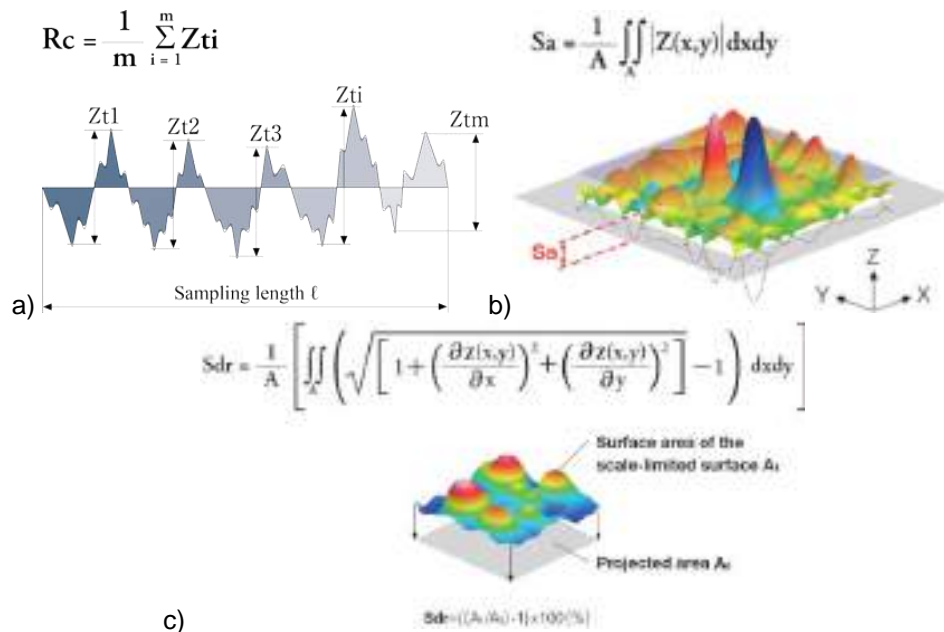 Rc = 1/m ∑ i = 1 m Zti
Zt1 Zt2 Zt3 Zti Ztm
Sampling length ℓ
a)
Sa = 1/A ∬A |Z(x,y)| dxdy
Sa
Z
Y X
b)
Sdr = 1/A [∬A (√[1+(∂z(x,y)/∂x)²+(∂z(x,y)/∂y)²] −1) dxdy]
Surface area of the
scale-limited surface A₁
Projected area A₀
Sdr={(A₁/A₀)-1}×100(%)
c)